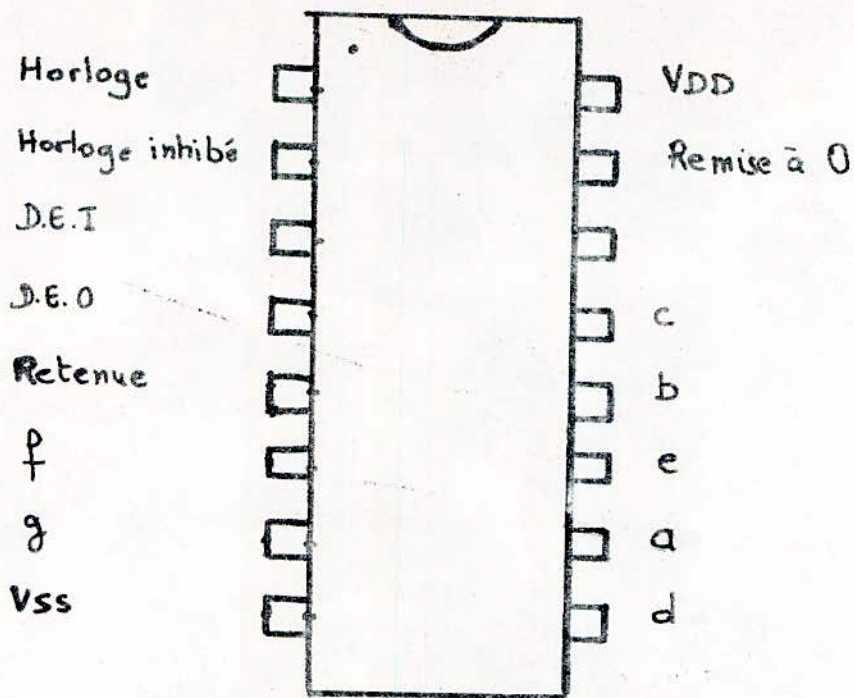 Horloge
VDD
Horloge inhibé
Remise à 0
D.E.I
D.E.O
c
Retenue
b
f
e
g
a
Vss
d